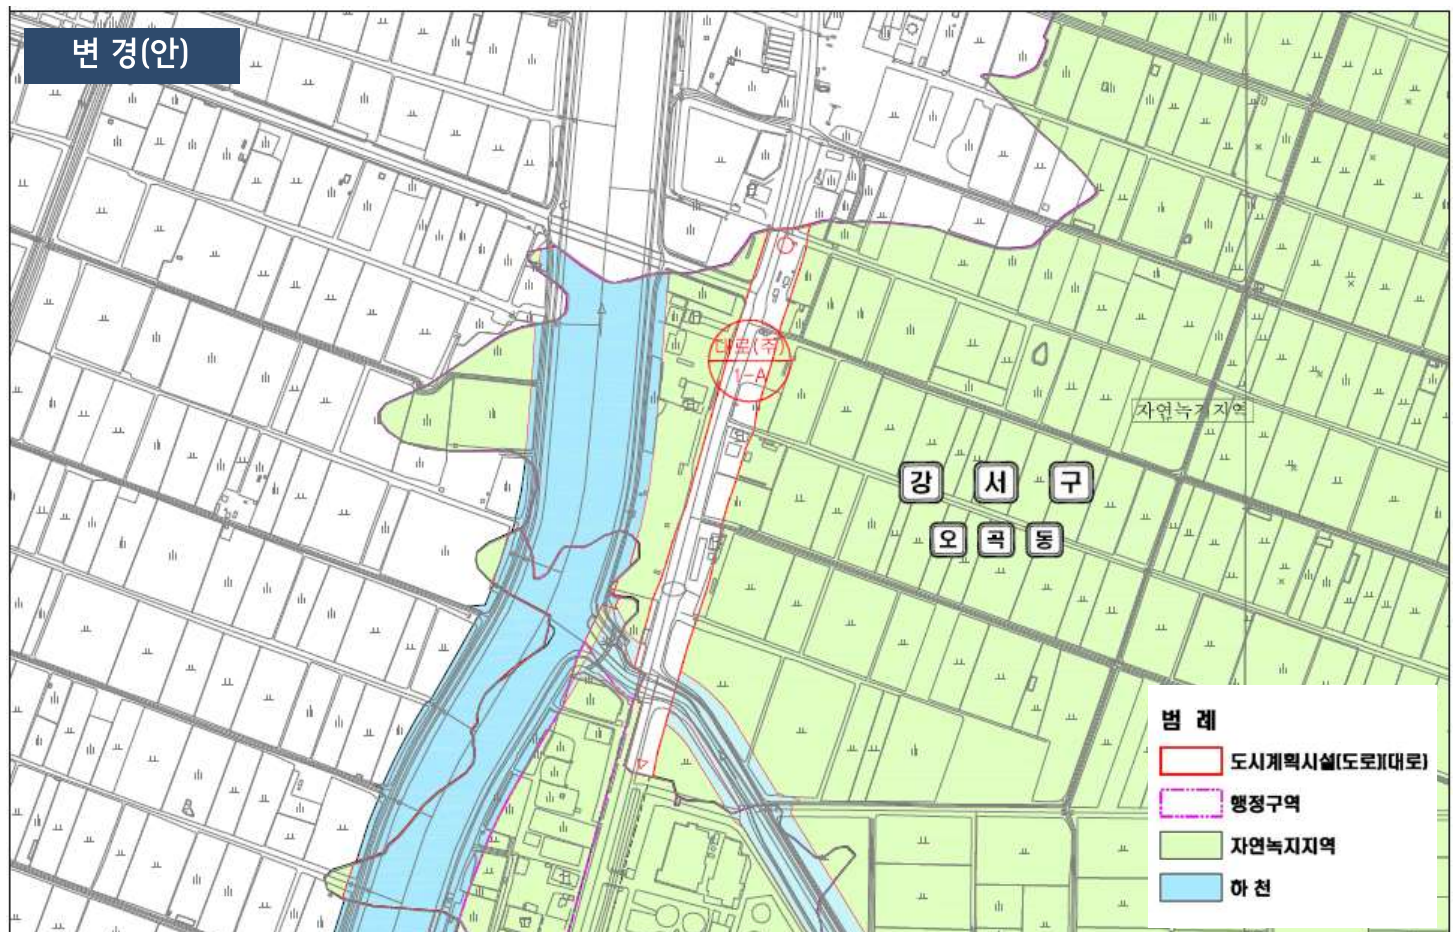 변 경(안)
대로(주)
1-A
자연녹지지역
강 서 구
오 곡 동
범 례
도시계획시설(도로)(대로)
행정구역
자연녹지지역
하 천